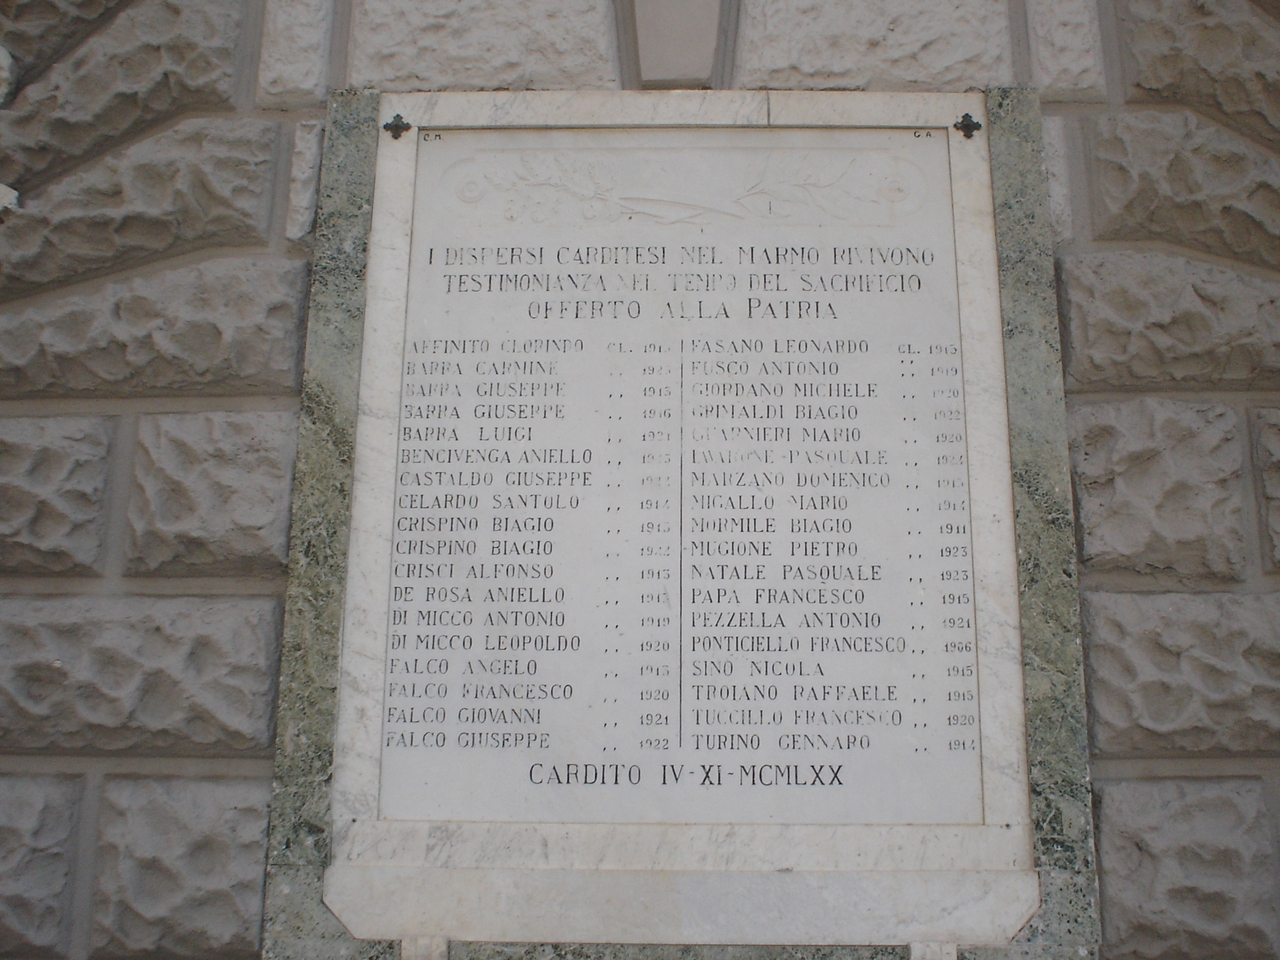 C.M. G.A.
I DISPERSI CARDITESI NEL MARMO RIVIVONO
TESTIMONIANZA NEL TEMPO DEL SACRIFICIO
OFFERTO ALLA PATRIA
AFFINITO CLORINDO CL.
BARRA CARMINE ,,
BARRA GIUSEPPE ,, 1915
BARRA GIUSEPPE ,, 1916
BARRA LUIGI ,, 1921
BENCIVENGA ANIELLO ,,
CASTALDO GIUSEPPE ,,
CELARDO SANTOLO ,, 1914
CRISPINO BIAGIO ,, 1915
CRISPINO BIAGIO ,, 1922
CRISCI ALFONSO ,, 1915
DE ROSA ANIELLO ,,
DI MICCO ANTONIO ,, 1919
DI MICCO LEOPOLDO ,, 1920
FALCO ANGELO ,, 1915
FALCO FRANCESCO ,, 1920
FALCO GIOVANNI ,, 1921
FALCO GIUSEPPE ,, 1922
FASANO LEONARDO CL. 1915
FUSCO ANTONIO ,, 1919
GIORDANO MICHELE ,, 1920
GRIMALDI BIAGIO ,, 1922
GUARNIERI MARIO ,, 1920
IAVARONE PASQUALE ,,
MARZANO DOMENICO ,, 1915
MIGALLO MARIO ,, 1914
MORMILE BIAGIO ,, 1911
MUGIONE PIETRO ,, 1923
NATALE PASQUALE ,, 1923
PAPA FRANCESCO ,, 1915
PEZZELLA ANTONIO ,, 1921
PONTICIELLO FRANCESCO ,, 1906
SINO NICOLA ,, 1915
TROIANO RAFFAELE ,, 1915
TUCCILLO FRANCESCO ,, 1920
TURINO GENNARO ,, 1914
CARDITO IV-XI-MCMLXX